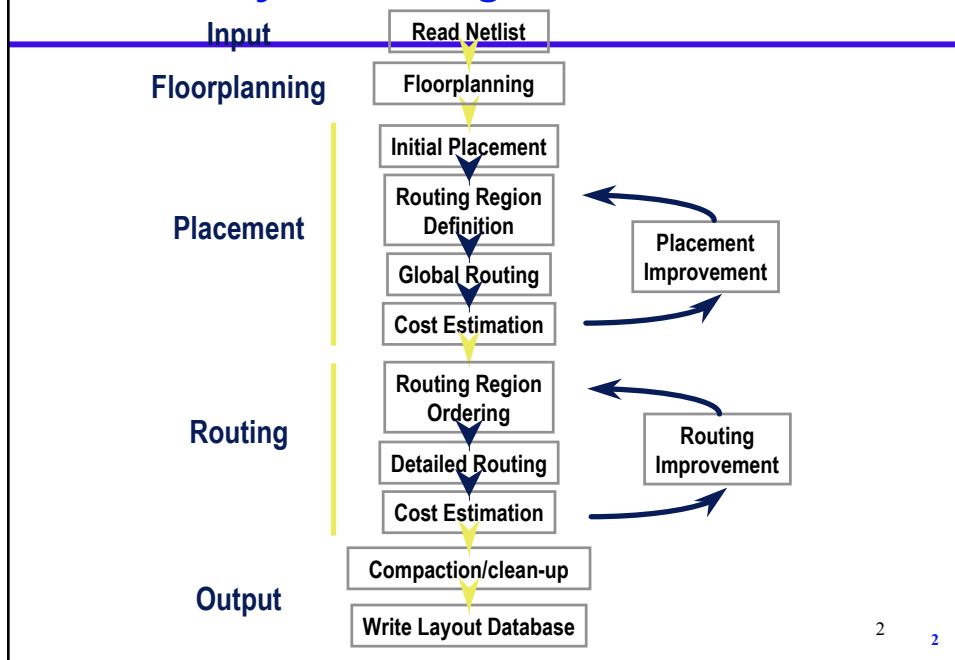 Input
Read Netlist
Floorplanning
Floorplanning
Placement
Initial Placement
Routing Region
Definition
Global Routing
Cost Estimation
Placement
Improvement
Routing
Routing Region
Ordering
Detailed Routing
Cost Estimation
Routing
Improvement
Output
Compaction/clean-up
Write Layout Database
2
2